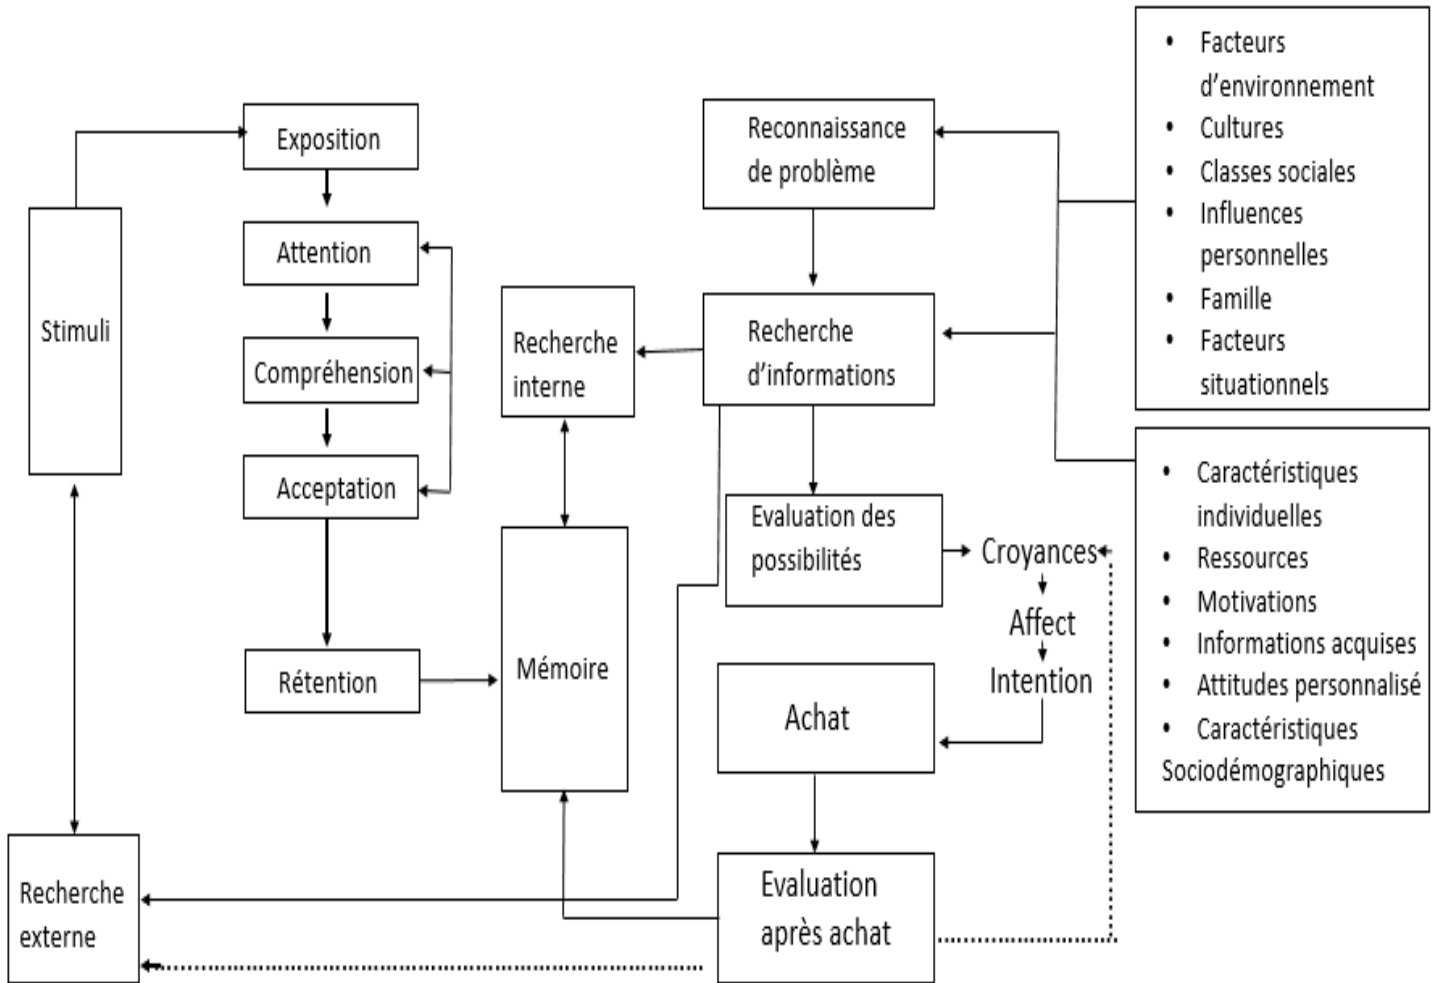 Stimuli
Recherche
externe
Exposition
Attention
Compréhension
Acceptation
Rétention
Recherche
interne
Mémoire
Reconnaissance
de problème
Recherche
d'informations
Evaluation des
possibilités
Croyances
Affect
Intention
Achat
Evaluation
après achat
• Facteurs
d'environnement
• Cultures
• Classes sociales
• Influences
personnelles
• Famille
• Facteurs
situationnels
• Caractéristiques
individuelles
• Ressources
• Motivations
• Informations acquises
• Attitudes personnalisé
• Caractéristiques
Sociodémographiques